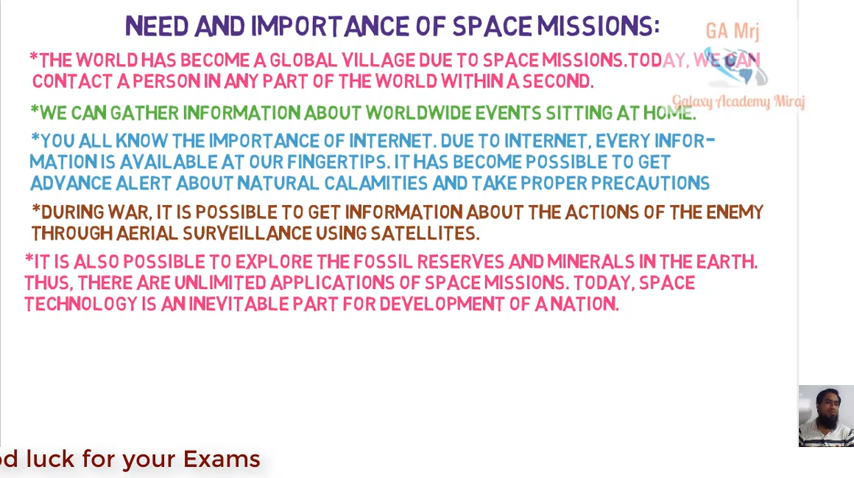 NEED AND IMPORTANCE OF SPACE MISSIONS:
GA Mrj
*THE WORLD HAS BECOME A GLOBAL VILLAGE DUE TO SPACE MISSIONS.TODAY, WE CAN
CONTACT A PERSON IN ANY PART OF THE WORLD WITHIN A SECOND.
Galaxy Academy Miraj
*WE CAN GATHER INFORMATION ABOUT WORLDWIDE EVENTS SITTING AT HOME.
*YOU ALL KNOW THE IMPORTANCE OF INTERNET. DUE TO INTERNET, EVERY INFOR-
MATION IS AVAILABLE AT OUR FINGERTIPS. IT HAS BECOME POSSIBLE TO GET
ADVANCE ALERT ABOUT NATURAL CALAMITIES AND TAKE PROPER PRECAUTIONS
*DURING WAR, IT IS POSSIBLE TO GET INFORMATION ABOUT THE ACTIONS OF THE ENEMY
THROUGH AERIAL SURVEILLANCE USING SATELLITES.
*IT IS ALSO POSSIBLE TO EXPLORE THE FOSSIL RESERVES AND MINERALS IN THE EARTH.
THUS, THERE ARE UNLIMITED APPLICATIONS OF SPACE MISSIONS. TODAY, SPACE
TECHNOLOGY IS AN INEVITABLE PART FOR DEVELOPMENT OF A NATION.
od luck for your Exams